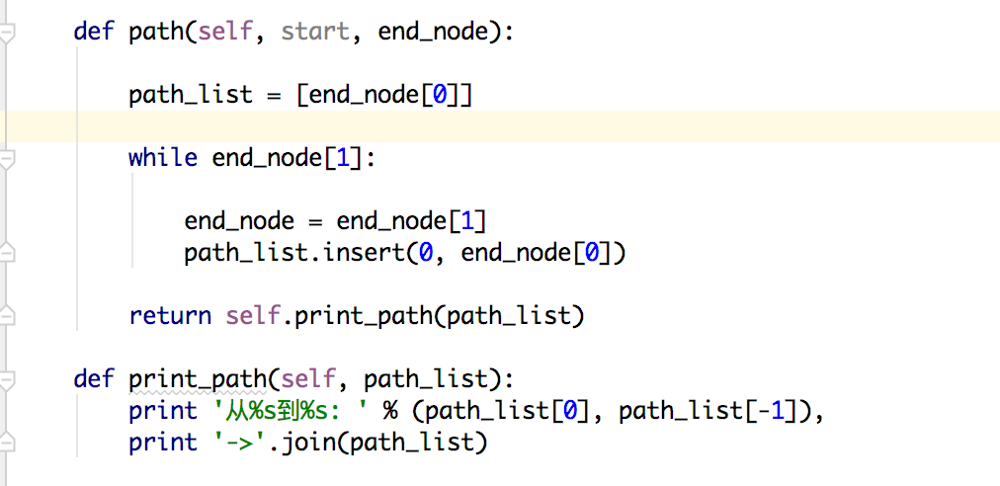 def path(self, start, end_node):
path_list = [end_node[0]]
while end_node[1]:
end_node = end_node[1]
path_list.insert(0, end_node[0])
return self.print_path(path_list)
def print_path(self, path_list):
print '从%s到%s: ' % (path_list[0], path_list[-1]),
print '->'.join(path_list)